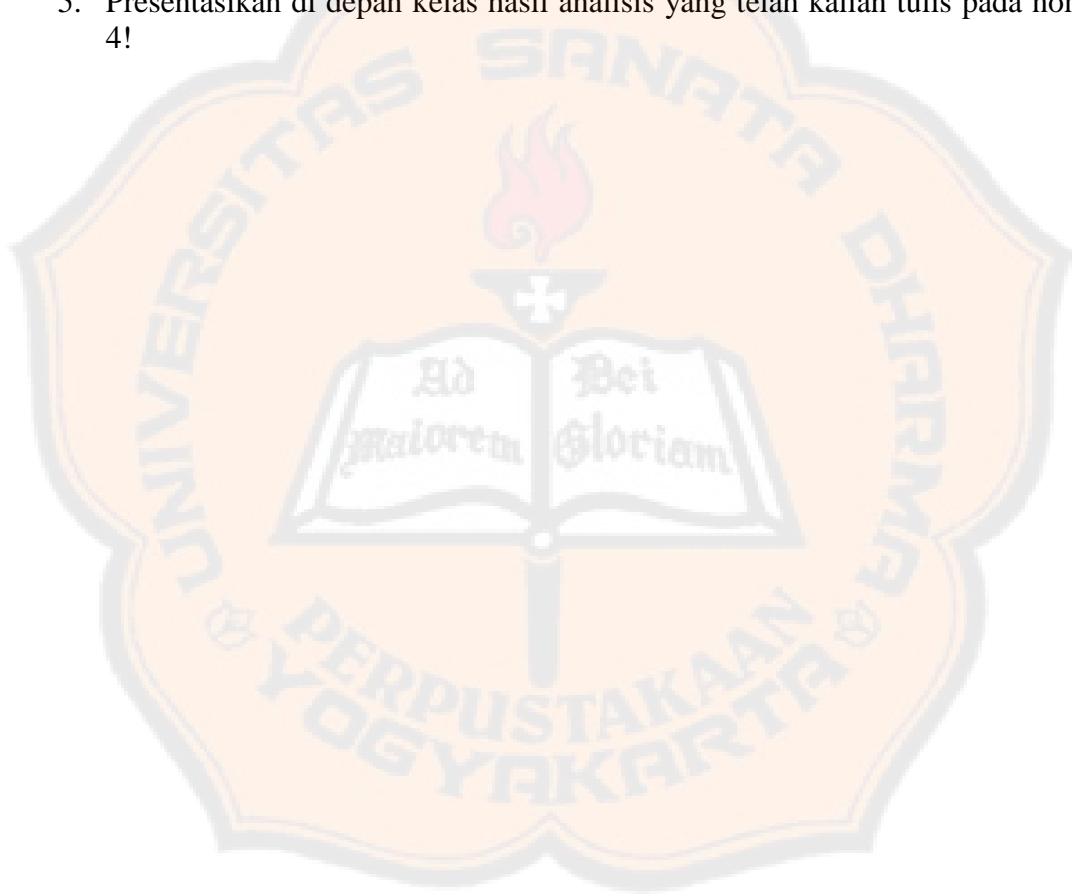 5. Presentasikan di depan kelas hasil analisis yang telah kalian tulis pada
4!
UNIVERSITAS SANATA DHARMA
Ad
Maiorem
Dei
Gloriam
PERPUSTAKAAN
YOGYAKARTA